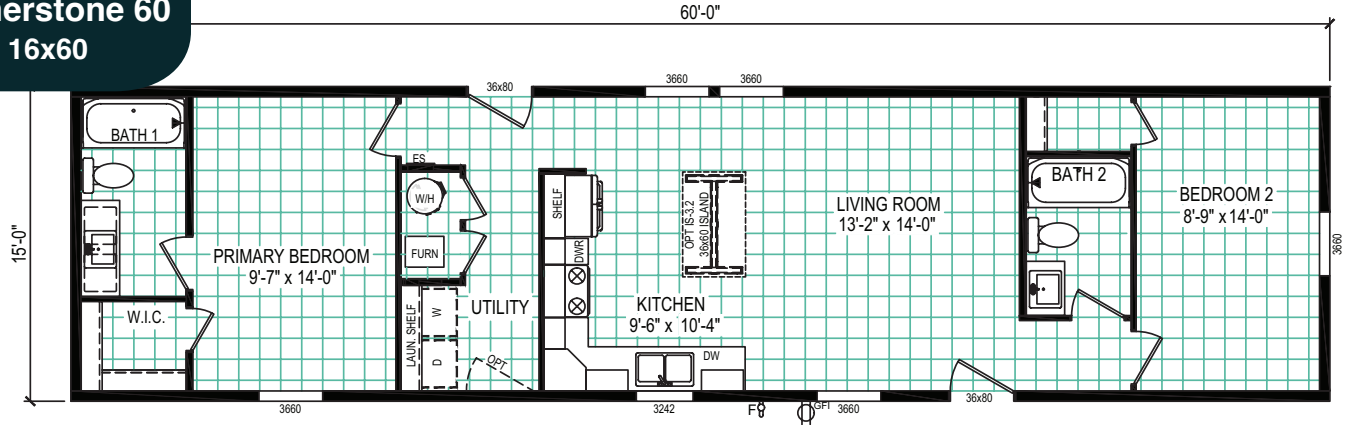 nerstone 60
16x60
60'-0"
15'-0"
36x80
3660
3660
BATH 1
ES
W/H
FURN
SHELF
DWR
OPT IS-3.2
36x60 ISLAND
LIVING ROOM
13'-2" x 14'-0"
BATH 2
BEDROOM 2
8'-9" x 14'-0"
3660
PRIMARY BEDROOM
9'-7" x 14'-0"
W.I.C.
LAUN. SHELF
W
D
UTILITY
OPT
KITCHEN
9'-6" x 10'-4"
DW
3660
3242
F
GFI
3660
36x80